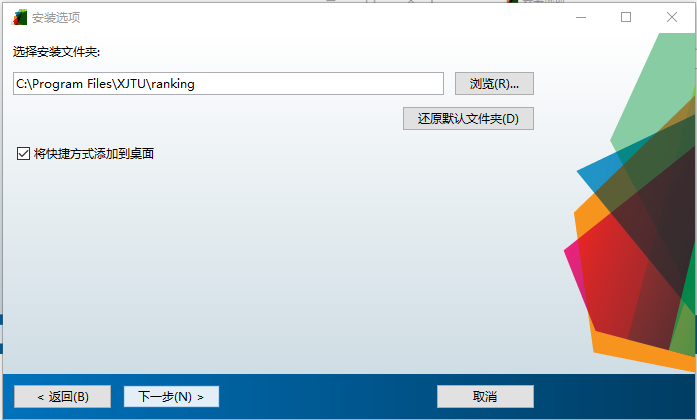 安装选项
选择安装文件夹:
C:\Program Files\XJTU\ranking
浏览(R)...
还原默认文件夹(D)
将快捷方式添加到桌面
< 返回(B)
下一步(N) >
取消